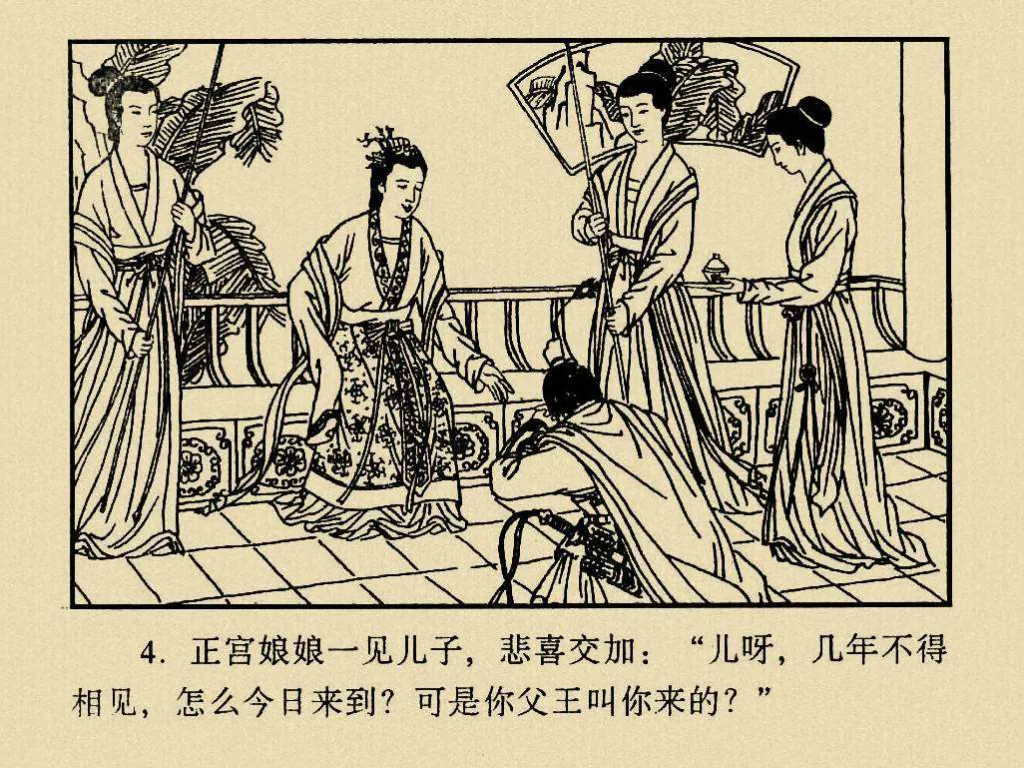 4. 正宫娘娘一见儿子，悲喜交加：“儿呀，几年不得
相见，怎么今日来到？可是你父王叫你来的？”